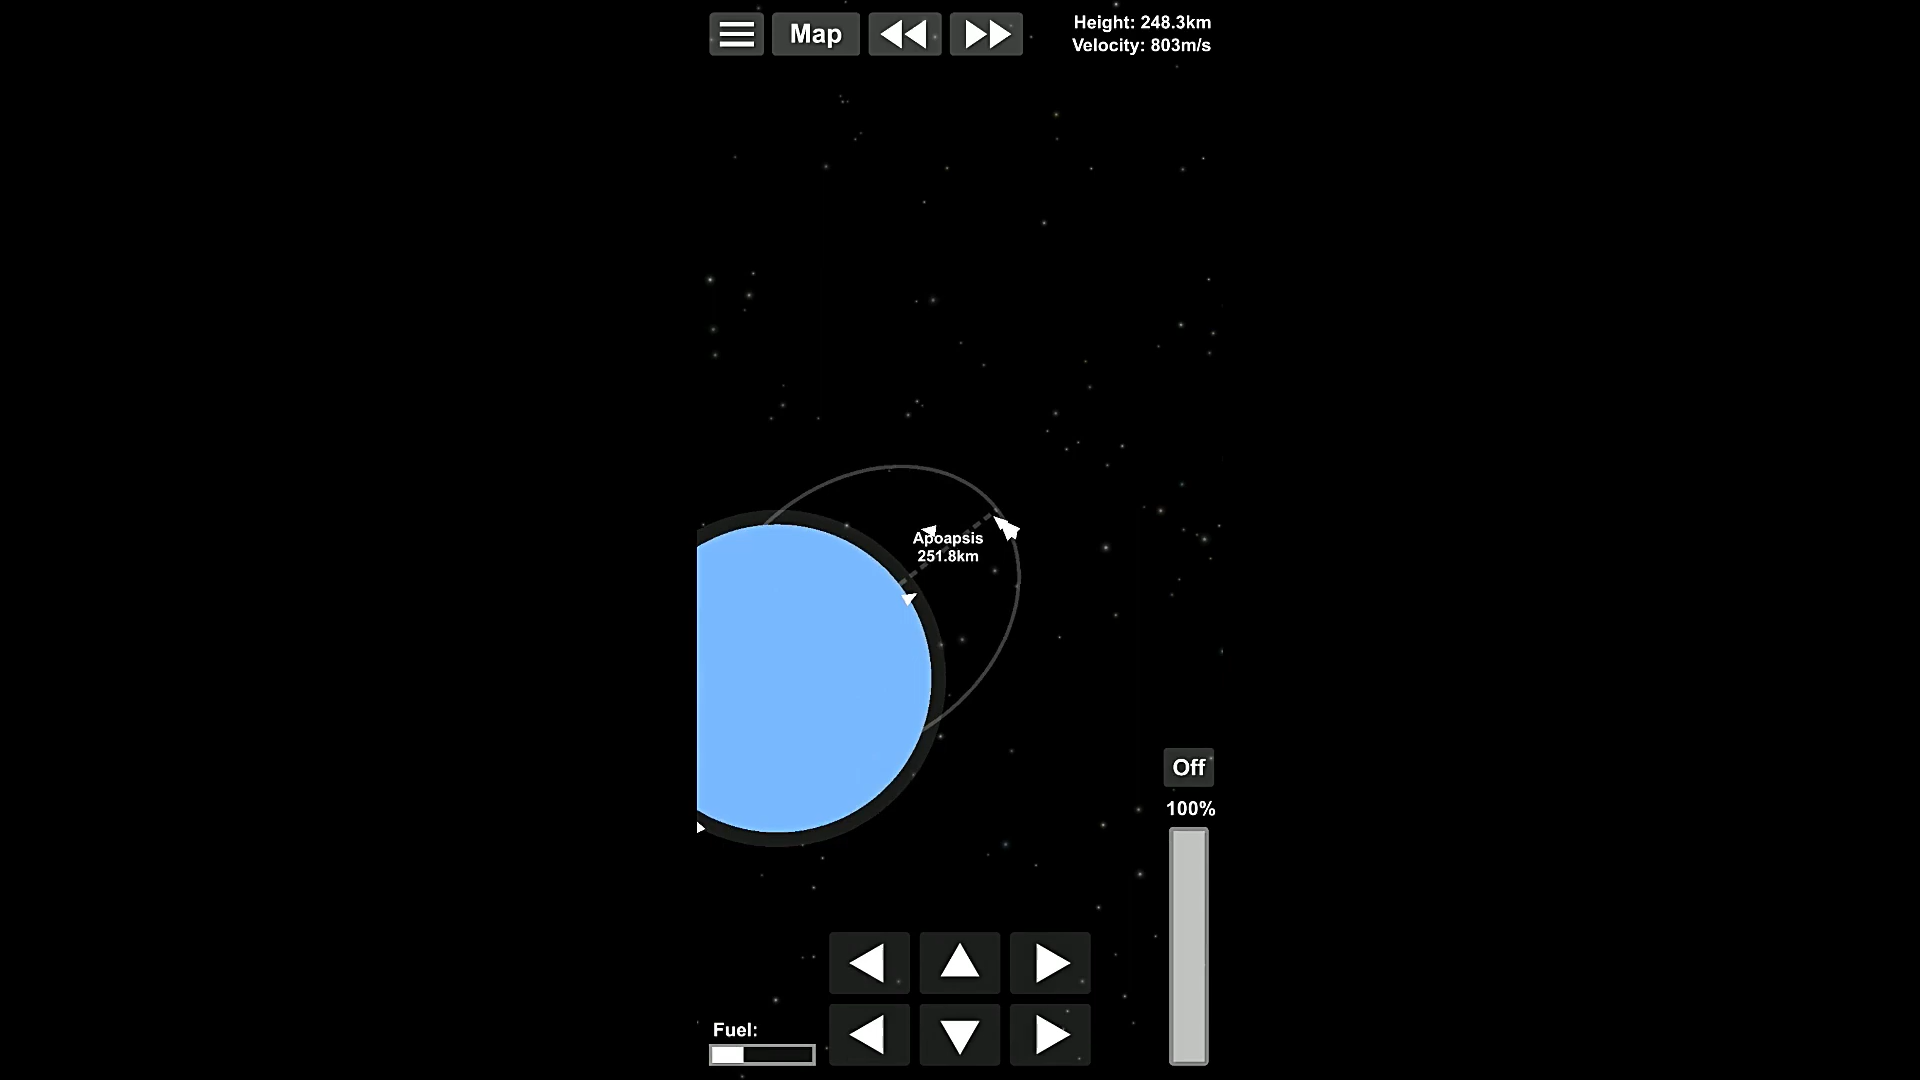 Map
Height: 248.3km
Velocity: 803m/s
Apoapsis
251.8km
Off
100%
Fuel: